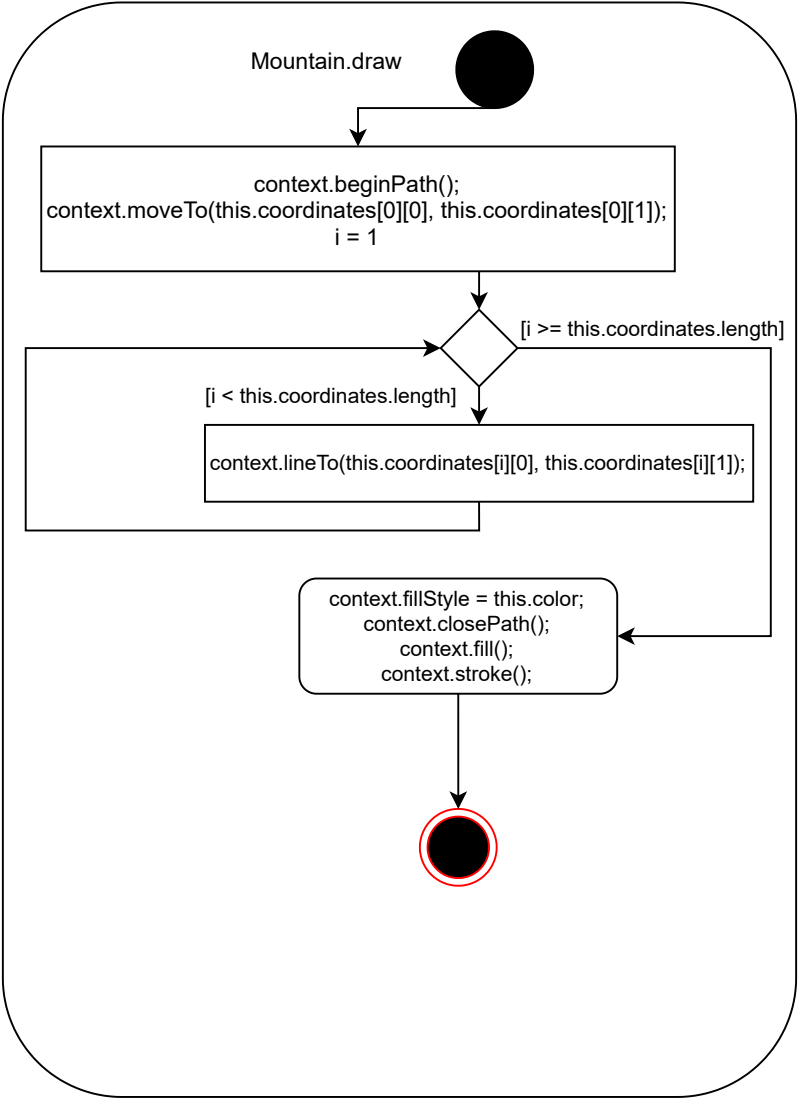 Mountain.draw
context.beginPath();
context.moveTo(this.coordinates[0][0], this.coordinates[0][1]);
i = 1
[i >= this.coordinates.length]
[i < this.coordinates.length]
context.lineTo(this.coordinates[i][0], this.coordinates[i][1]);
context.fillStyle = this.color;
context.closePath();
context.fill();
context.stroke();